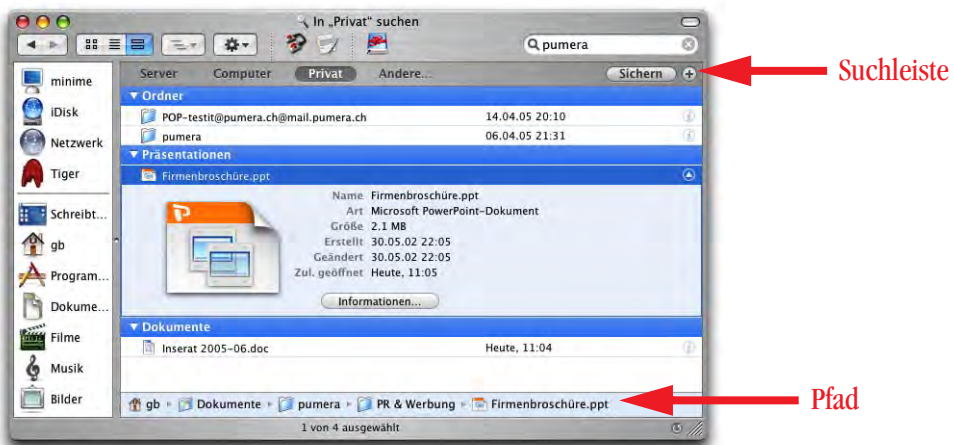 In „Privat“ suchen
pumera
Server Computer Privat Andere... Sichern
Suchleiste
minime
iDisk
Netzwerk
Tiger
Schreibt...
gb
Program...
Dokume...
Filme
Musik
Bilder
Ordner
POP-testit@pumera.ch@mail.pumera.ch 14.04.05 20:10
pumera 06.04.05 21:31
Präsentationen
Firmenbroschüre.ppt
Name Firmenbroschüre.ppt
Art Microsoft PowerPoint-Dokument
Größe 2.1 MB
Erstellt 30.05.02 22:05
Geändert 30.05.02 22:05
Zul. geöffnet Heute, 11:05
Informationen...
Dokumente
Inserat 2005-06.doc Heute, 11:04
gb Dokumente pumera PR & Werbung Firmenbroschüre.ppt
Pfad
1 von 4 ausgewählt